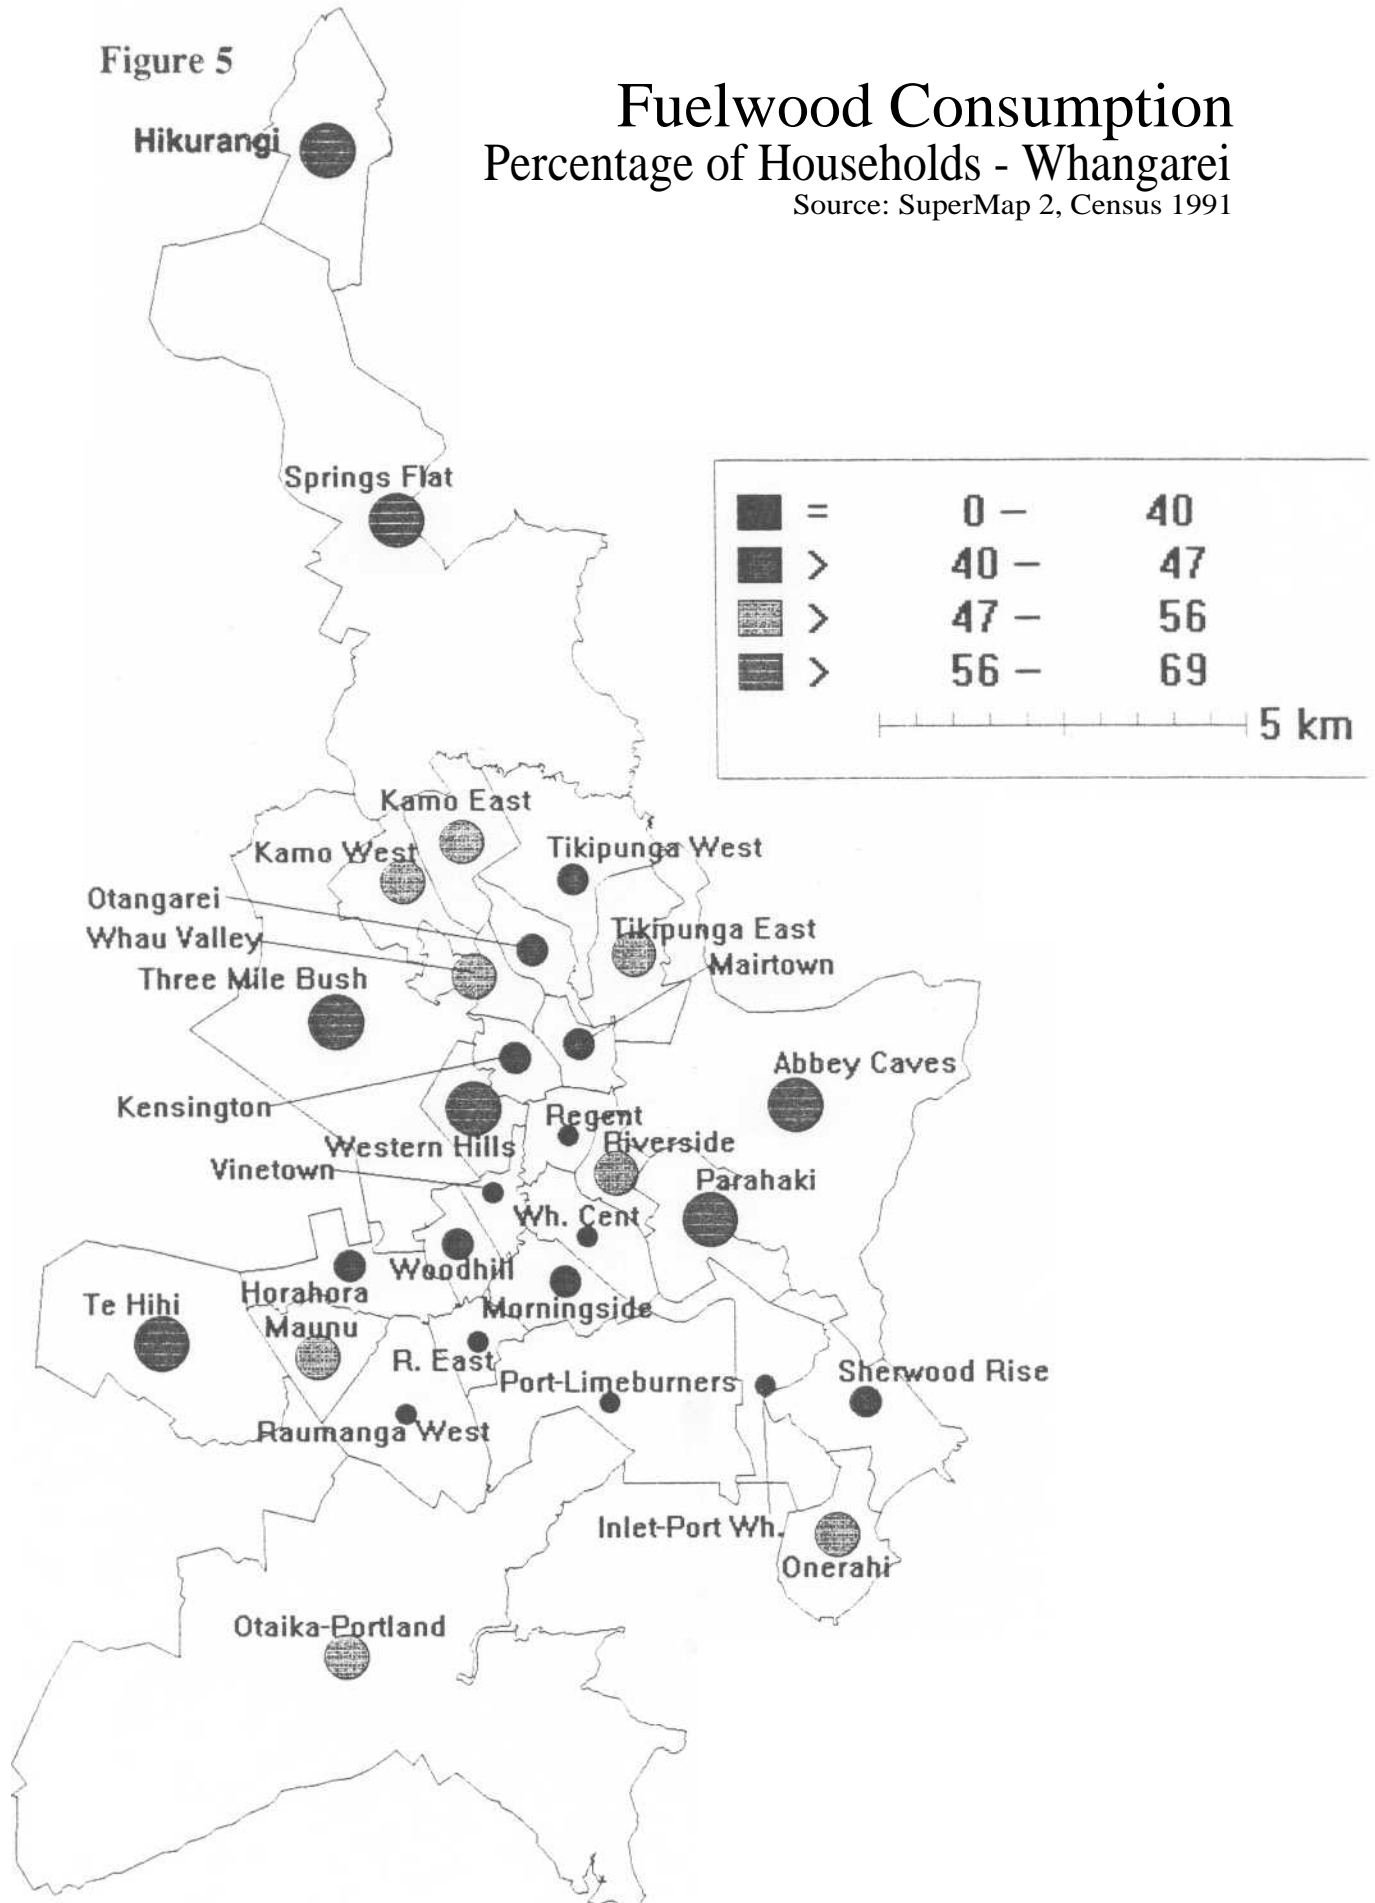 Figure 5
Fuelwood Consumption
Percentage of Households - Whangarei
Source: SuperMap 2, Census 1991
Hikurangi
Springs Flat
= 0 – 40
> 40 – 47
> 47 – 56
> 56 – 69
5 km
Kamo East
Kamo West
Tikipunga West
Otangarei
Tikipunga East
Whau Valley
Mairtown
Three Mile Bush
Abbey Caves
Kensington
Regent
Western Hills
Riverside
Vinetown
Parahaki
Wh. Cent
Woodhill
Horahora
Te Hihi
Morningside
Maunu
R. East
Sherwood Rise
Port-Limeburners
Raumanga West
Inlet-Port Wh.
Onerahi
Otaika-Portland